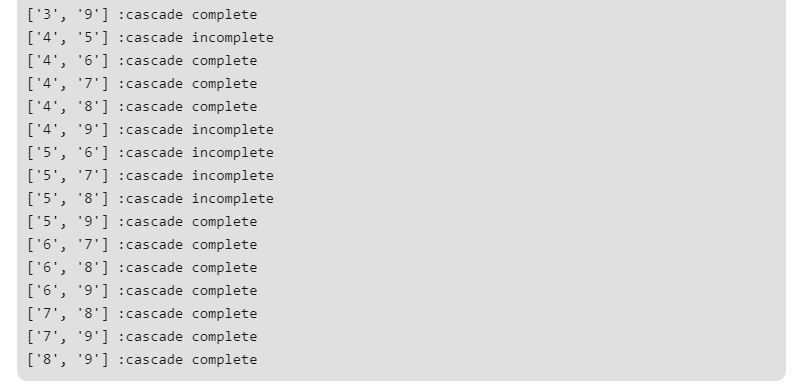 ['3', '9'] :cascade complete
['4', '5'] :cascade incomplete
['4', '6'] :cascade complete
['4', '7'] :cascade complete
['4', '8'] :cascade complete
['4', '9'] :cascade incomplete
['5', '6'] :cascade incomplete
['5', '7'] :cascade incomplete
['5', '8'] :cascade incomplete
['5', '9'] :cascade complete
['6', '7'] :cascade complete
['6', '8'] :cascade complete
['6', '9'] :cascade complete
['7', '8'] :cascade complete
['7', '9'] :cascade complete
['8', '9'] :cascade complete